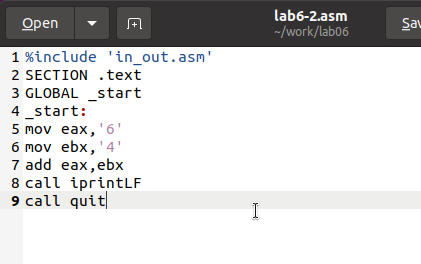 Open
lab6-2.asm
~/work/lab06
1 %include 'in_out.asm'
2 SECTION .text
3 GLOBAL _start
4 _start:
5 mov eax,'6'
6 mov ebx,'4'
7 add eax,ebx
8 call iprintLF
9 call quit